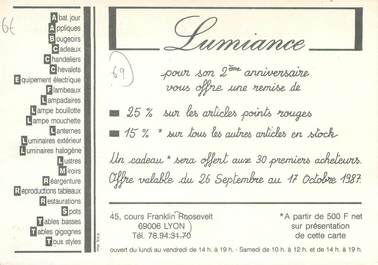 6€
Abat jour
Appliques
Bougeoirs
Cadeaux
Chandeliers
Chevalets
Equipement électrique
Flambeaux
Lampadaires
Lampe bouillotte
Lampe mouchette
Lanternes
Luminaires extérieur
Luminaires halogène
Lustres
Miroirs
Réargenture
Reproductions tableaux
Restaurations
Spots
Tables basses
Tables gigognes
Tous styles
69
Lumiance
pour son 2ème anniversaire
vous offre une remise de
25 % sur les articles points rouges
15 % * sur tous les autres articles en stock
Un cadeau * sera offert aux 30 premiers acheteurs.
Offre valable du 26 Septembre au 17 Octobre 1987.
45, cours Franklin Roosevelt
69006 LYON
Tél. 78.94.31.70
*A partir de 500 F net
sur présentation
de cette carte
ouvert du lundi au vendredi de 14 h. à 19 h. - Samedi de 10 h. à 12 h. et de 14 h. à 19 h.